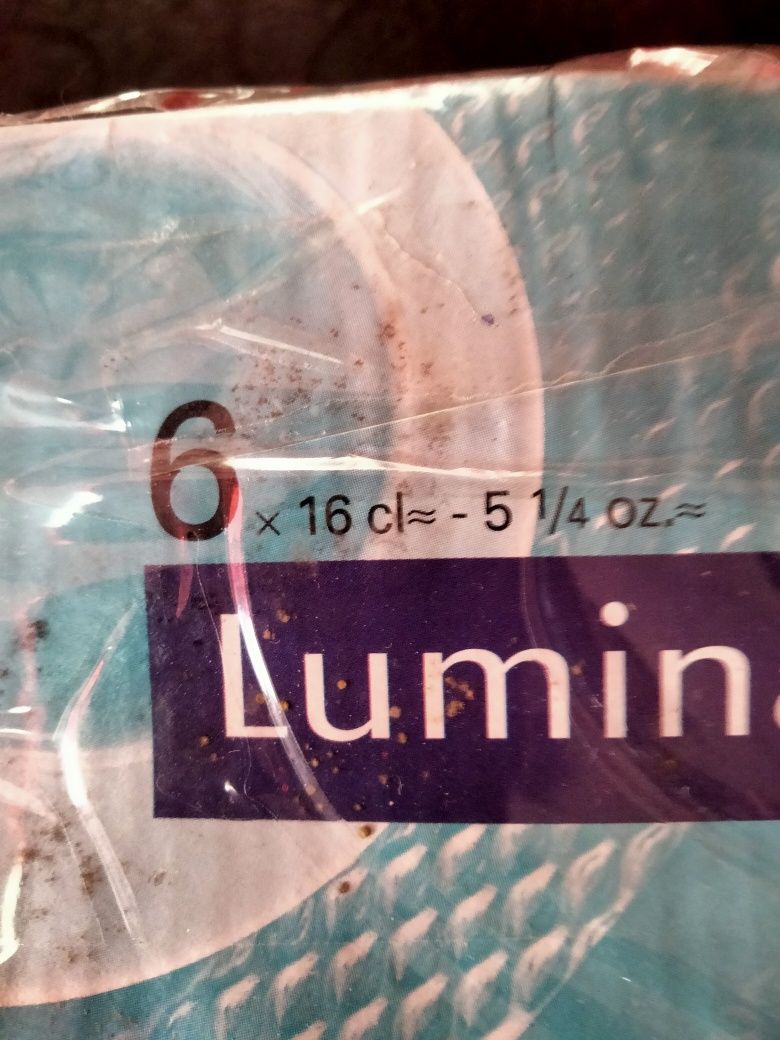 6 × 16 cl≈ - 5 1/4 oz.≈
Lumin